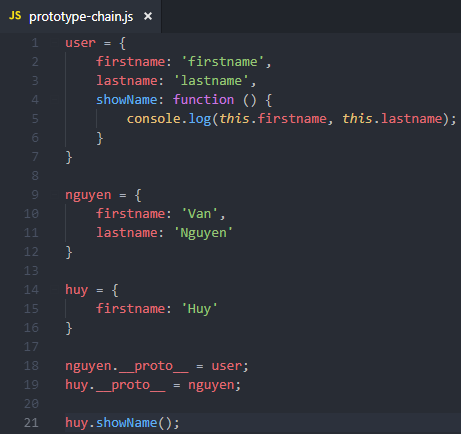 JS prototype-chain.js ×
1 user = {
2     firstname: 'firstname',
3     lastname: 'lastname',
4     showName: function () {
5         console.log(this.firstname, this.lastname);
6     }
7 }
8
9 nguyen = {
10     firstname: 'Van',
11     lastname: 'Nguyen'
12 }
13
14 huy = {
15     firstname: 'Huy'
16 }
17
18 nguyen.__proto__ = user;
19 huy.__proto__ = nguyen;
20
21 huy.showName();